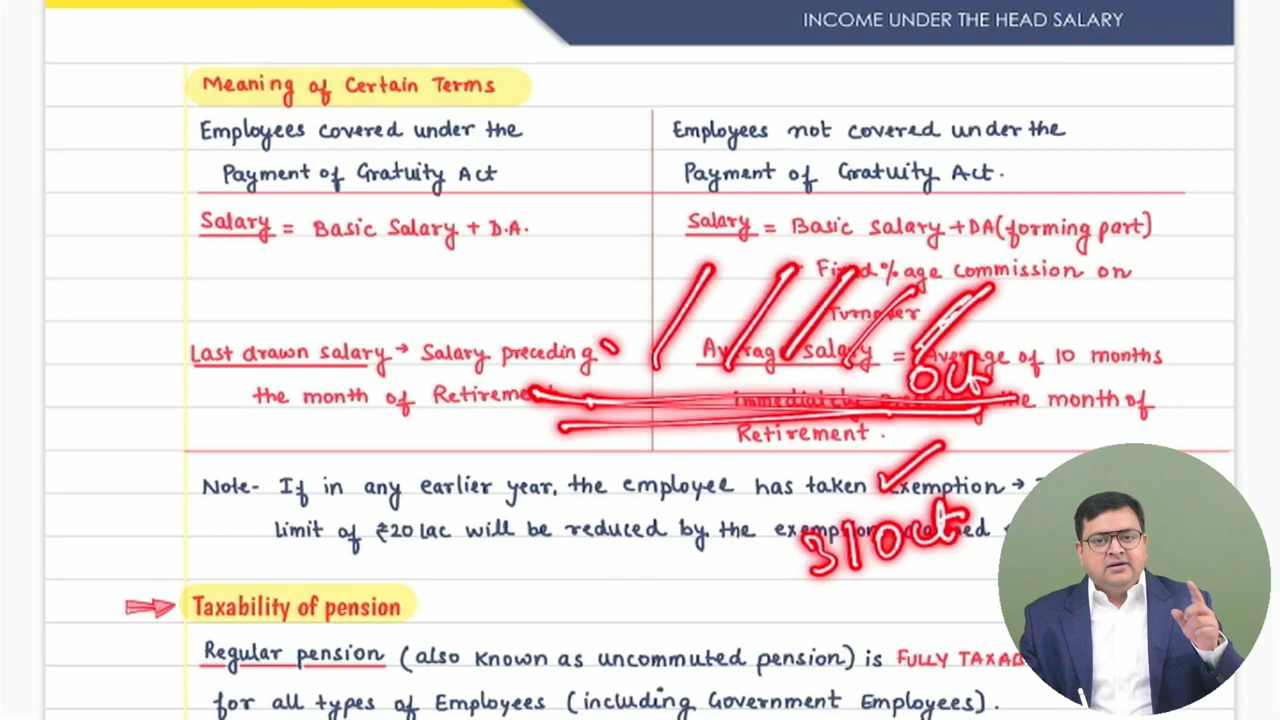 INCOME UNDER THE HEAD SALARY
Meaning of Certain Terms
Employees covered under the
Payment of Gratuity Act
Employees not covered under the
Payment of Gratuity Act.
Salary = Basic Salary + D.A.
Salary = Basic Salary + DA (forming part)
Fixed %age commission on
Turnover
Last drawn salary → Salary preceding
the month of Retirement
Average Salary = Average of 10 months
immediately preceding the month of
Retirement.
Oct
Note- If in any earlier year, the employee has taken exemption →
limit of ₹20 lac will be reduced by the exemption
31 Oct
Taxability of pension
Regular pension (also known as uncommuted pension) is FULLY TAXAB
for all types of Employees (including Government Employees).